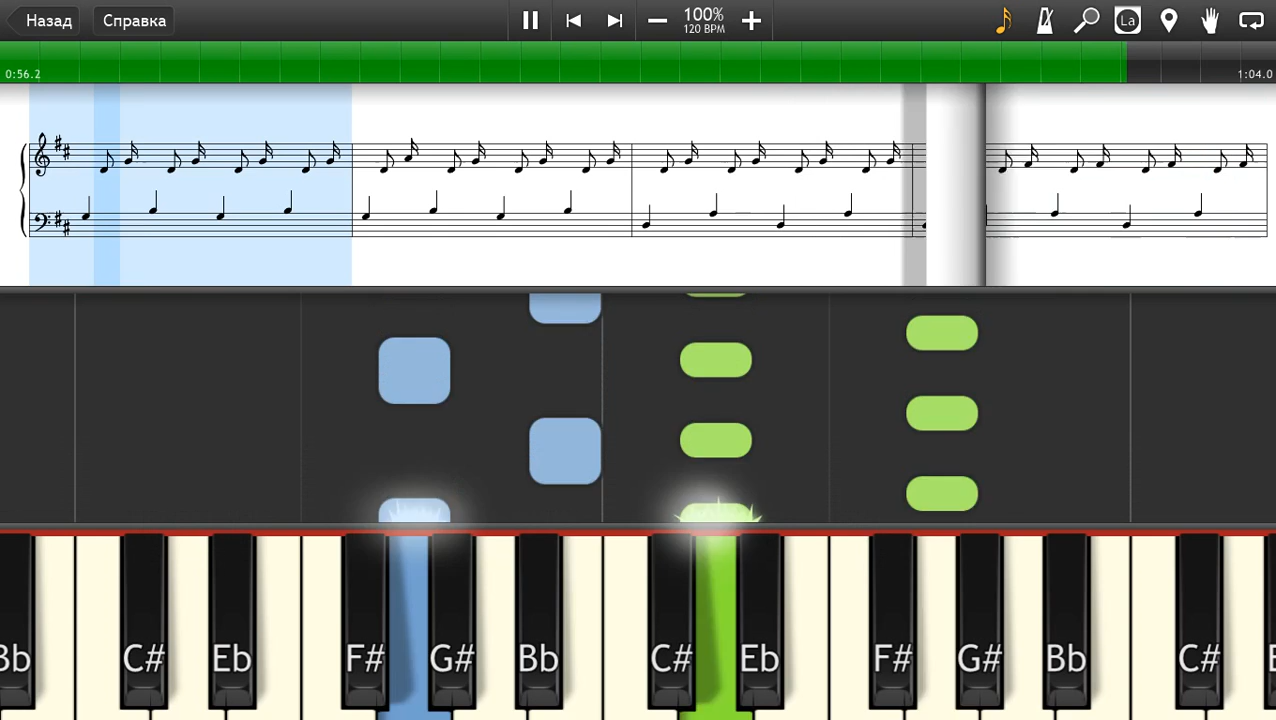 Назад Справка 100% La
120 BPM
0:56.2 1:04.0
Bb C# Eb F# G# Bb C# Eb F# G# Bb C#